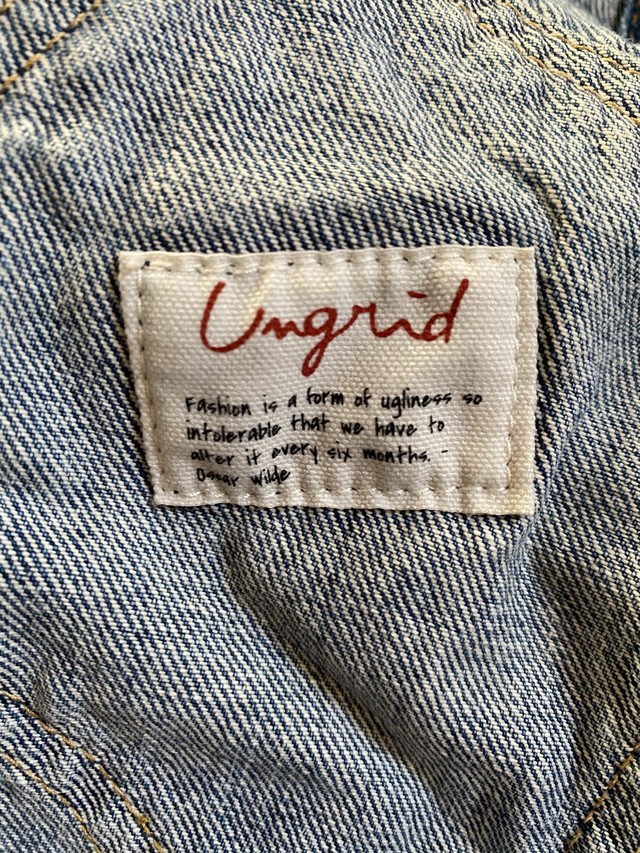 Ungrid
Fashion is a form of ugliness so
intolerable that we have to
alter it every six months. -
Oscar Wilde